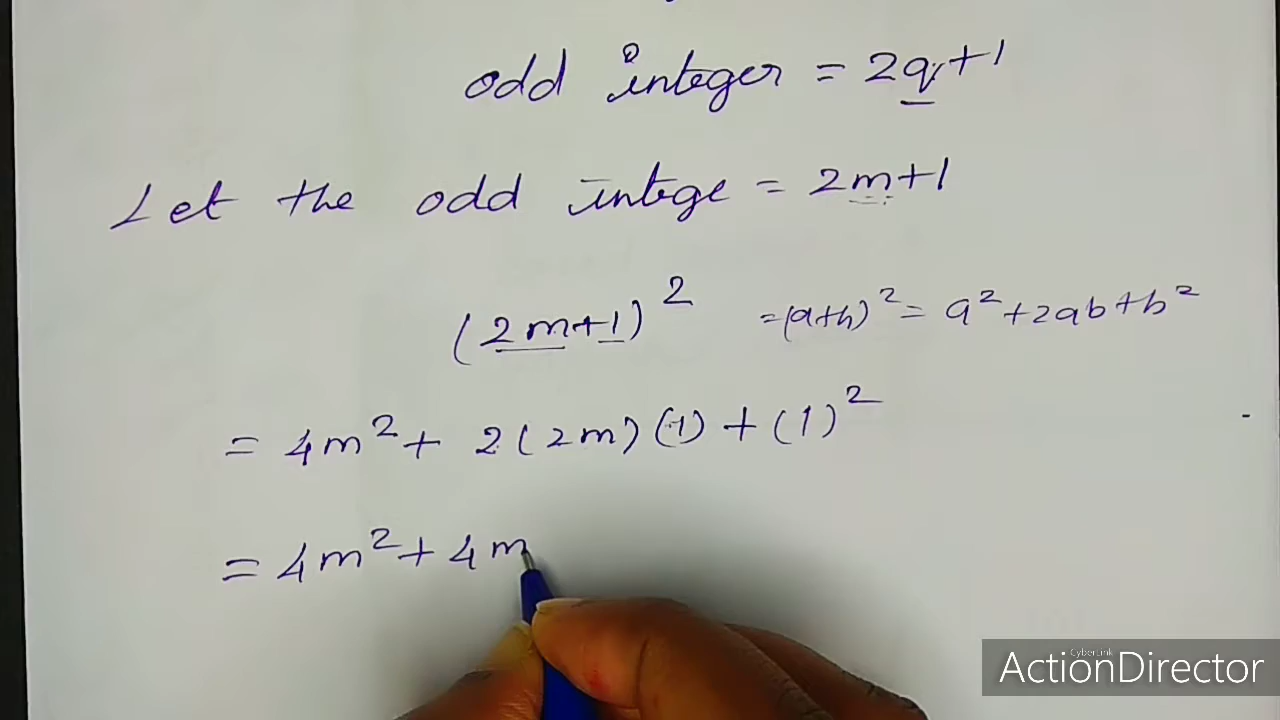 odd integer = 2q+1
Let the odd intege = 2m+1
(2m+1)² =(a+b)² = a²+2ab+b²
= 4m²+ 2(2m)(1)+(1)²
= 4m²+4m
CyberLink
ActionDirector